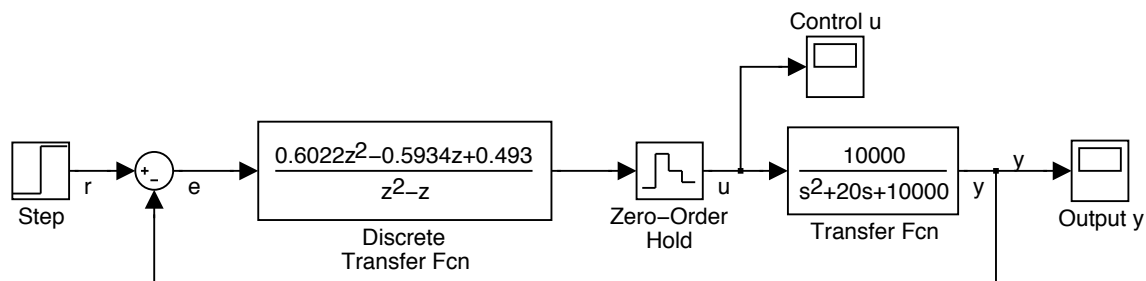 Control u
0.6022z²−0.5934z+0.493
z²−z
10000
s²+20s+10000
+
−
r
e
u
y
y
Step
Discrete
Transfer Fcn
Zero−Order
Hold
Transfer Fcn
Output y